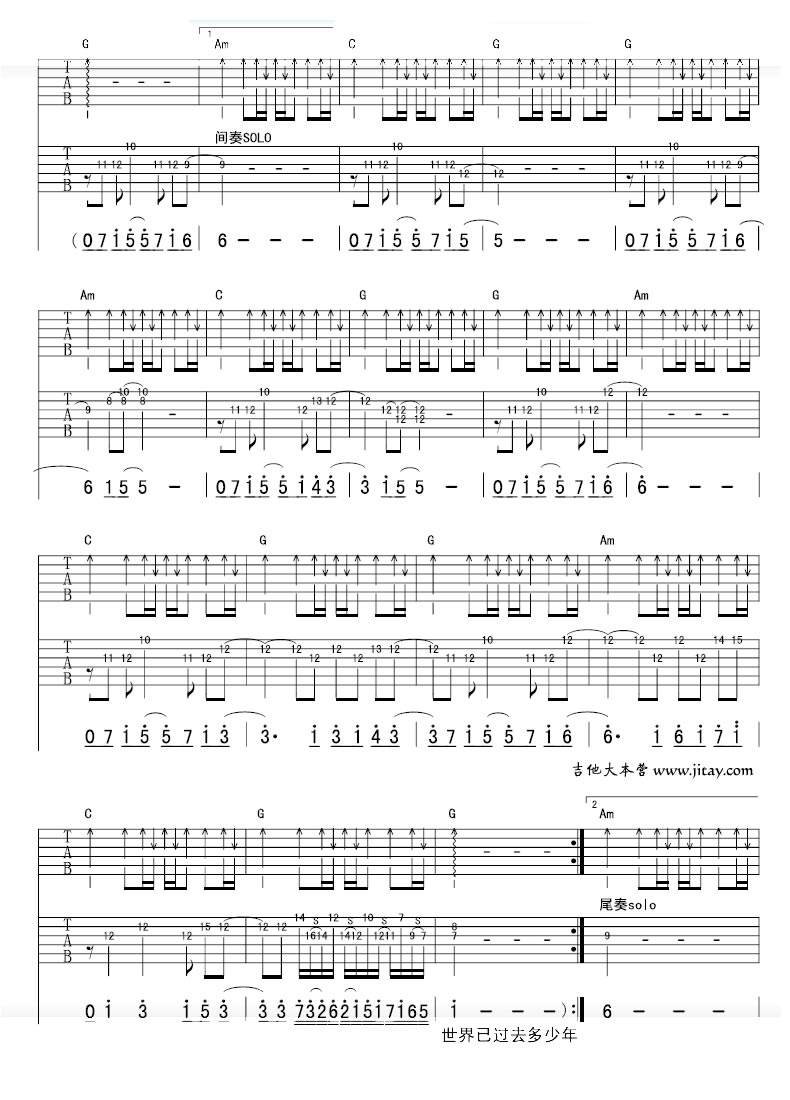 1
G Am C G G
间奏SOLO
T A B
11 12 10 11 12 9 9 11 12 10 11 12 12 12 11 12 10 11 12 9
(0 7 1 5 5 7 1 6 | 6 - - - | 0 7 1 5 5 7 1 5 | 5 - - - | 0 7 1 5 5 7 1 6
Am C G G Am
T A B
9 8 10 8 10 8 - 11 12 10 12 13 12 12 12 12 12 12 12 - 11 12 10 11 12 12 12 - - -
6 1 5 5 - | 0 7 1 5 5 1 4 3 | 3 1 5 5 - | 0 7 1 5 5 7 1 6 | 6 - - -
C G G Am
T A B
11 12 10 11 12 12 12 12 12 12 13 12 12 11 12 10 11 12 12 12 12 12 12 14 15
0 7 1 5 5 7 1 3 | 3· 1 3 1 4 3 | 3 7 1 5 5 7 1 6 | 6· 1 6 1 7 1
吉他大本营 www.jitay.com
2
C G G Am
尾奏solo
T A B
12 12 12 15 12 12 12 14 S 16 14 12 S 14 12 10 S 12 11 7 S 9 7 8 7 - - 9 - -
0 1 3 1 5 3 | 3 3 7 3 2 6 2 1 5 1 7 1 6 5 | 1 - - - ): 6 - - -
世界已过去多少年